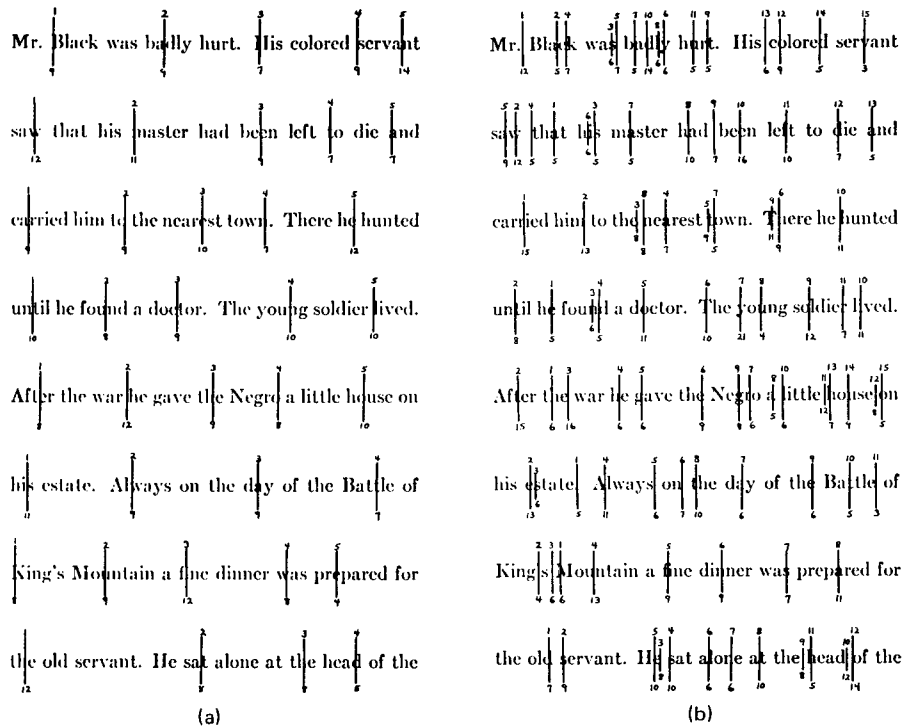 Mr. Black was badly hurt. His colored servant
saw that his master had been left to die and
carried him to the nearest town. There he hunted
until he found a doctor. The young soldier lived.
After the war he gave the Negro a little house on
his estate. Always on the day of the Battle of
King's Mountain a fine dinner was prepared for
the old servant. He sat alone at the head of the
(a)
Mr. Black was badly hurt. His colored servant
saw that his master had been left to die and
carried him to the nearest town. There he hunted
until he found a doctor. The young soldier lived.
After the war he gave the Negro a little house on
his estate. Always on the day of the Battle of
King's Mountain a fine dinner was prepared for
the old servant. He sat alone at the head of the
(b)